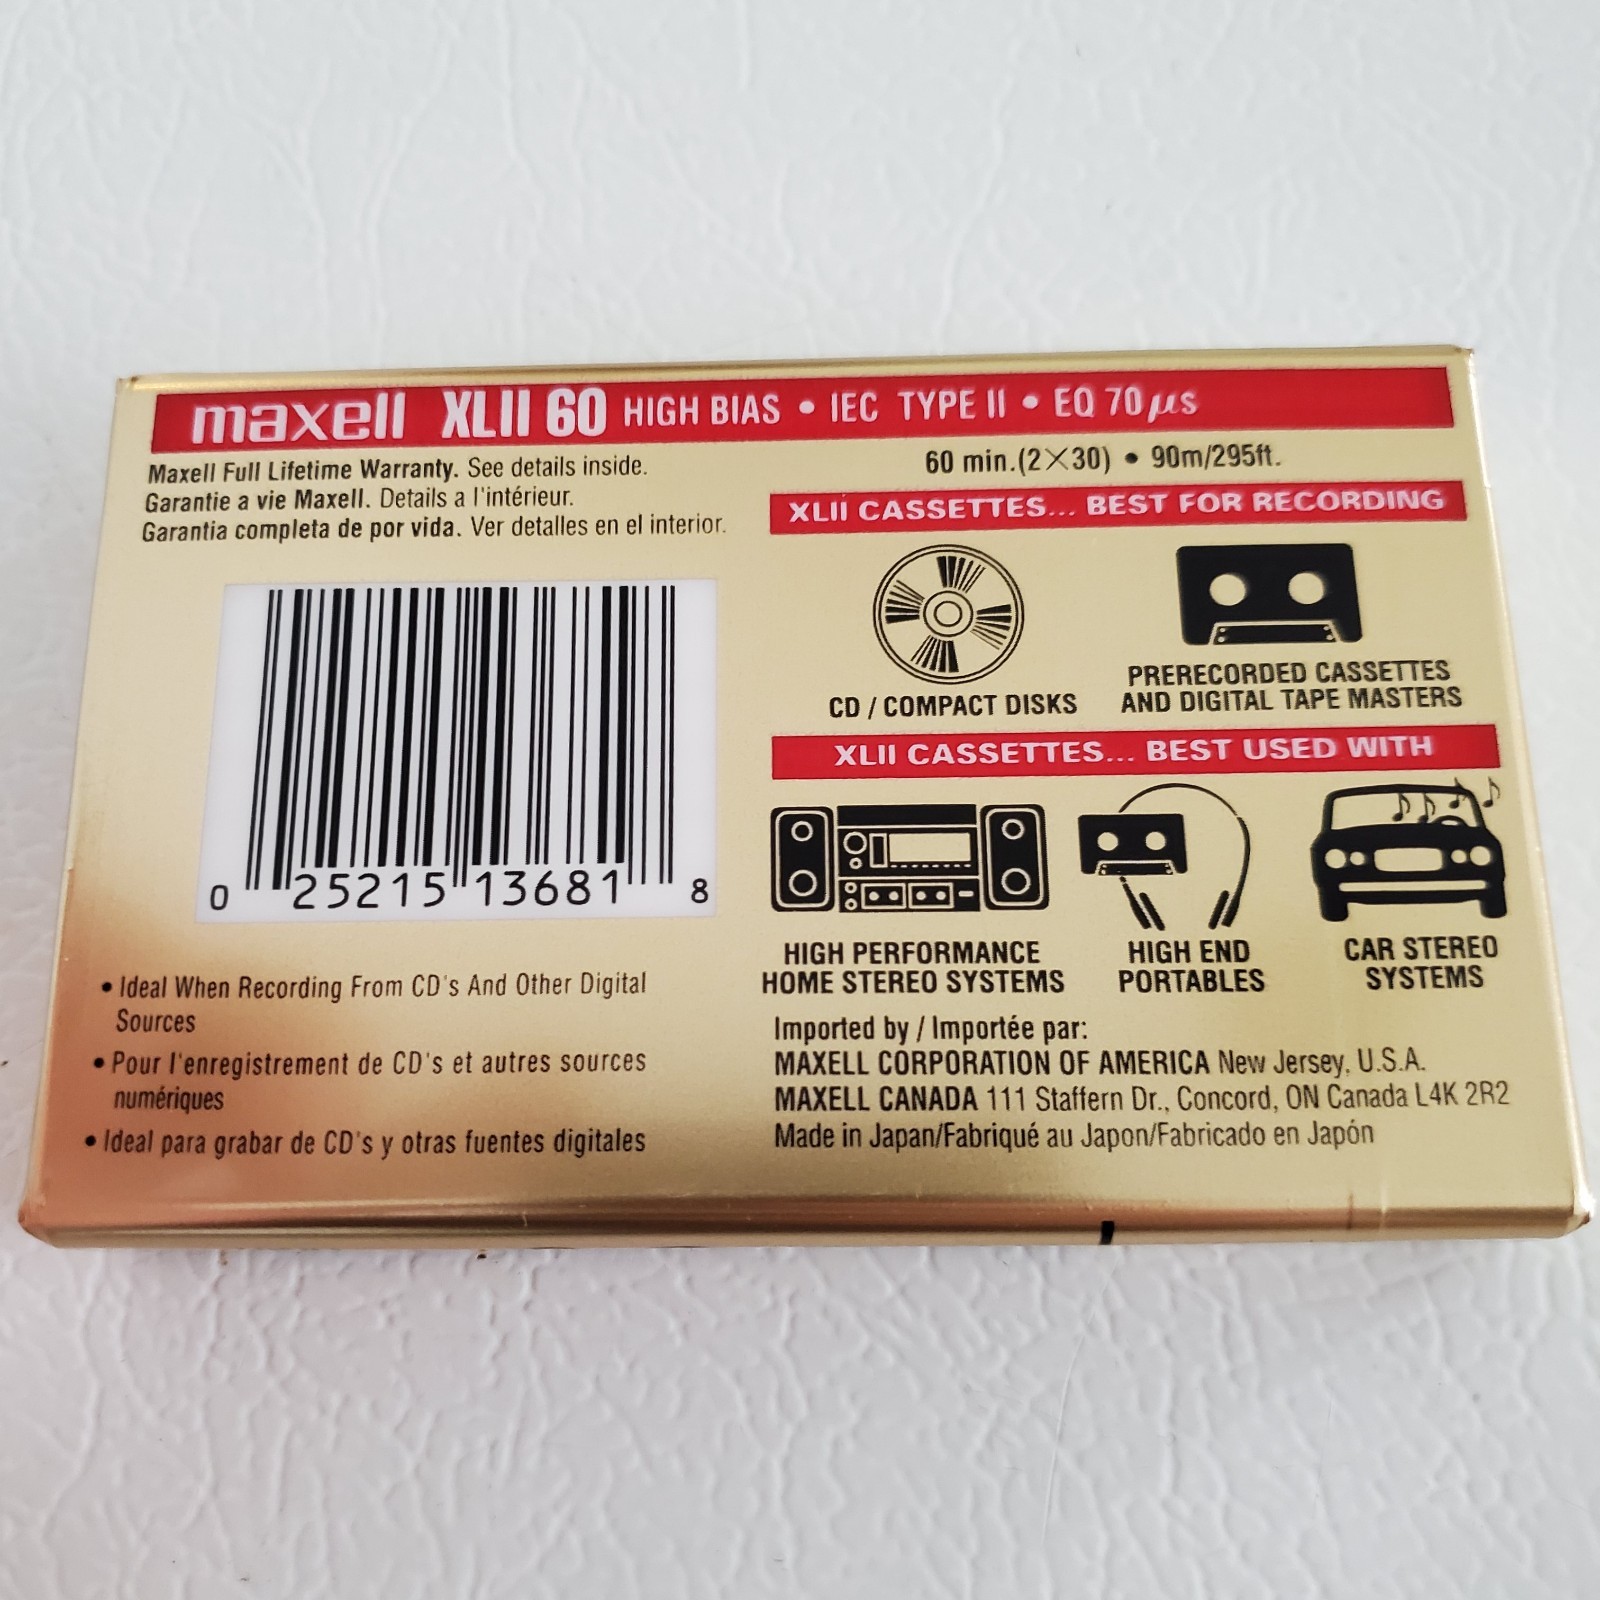 maxell XLII 60 HIGH BIAS • IEC TYPE II • EQ 70 µs
Maxell Full Lifetime Warranty. See details inside.
Garantie a vie Maxell. Details a l'intérieur.
Garantia completa de por vida. Ver detalles en el interior.
0 25215 13681 8
• Ideal When Recording From CD's And Other Digital
Sources
• Pour l'enregistrement de CD's et autres sources
numériques
• Ideal para grabar de CD's y otras fuentes digitales
60 min.(2×30) • 90m/295ft.
XLII CASSETTES... BEST FOR RECORDING
CD / COMPACT DISKS
PRERECORDED CASSETTES
AND DIGITAL TAPE MASTERS
XLII CASSETTES... BEST USED WITH
HIGH PERFORMANCE
HOME STEREO SYSTEMS
HIGH END
PORTABLES
CAR STEREO
SYSTEMS
Imported by / Importée par:
MAXELL CORPORATION OF AMERICA New Jersey, U.S.A.
MAXELL CANADA 111 Staffern Dr., Concord, ON Canada L4K 2R2
Made in Japan/Fabriqué au Japon/Fabricado en Japón